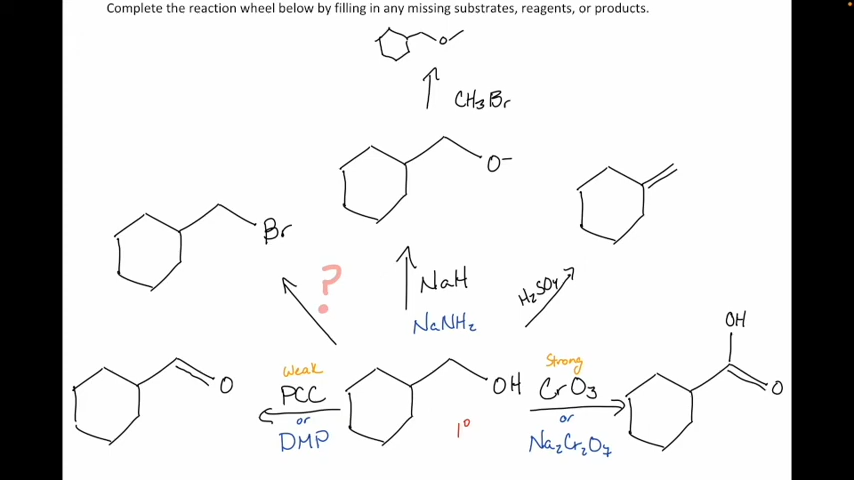 Complete the reaction wheel below by filling in any missing substrates, reagents, or products.
O
CH3Br
O−
Br
?
NaH
NaNH2
H2SO4
OH
O
Weak
PCC
or
DMP
OH
1°
Strong
CrO3
or
Na2Cr2O7
O